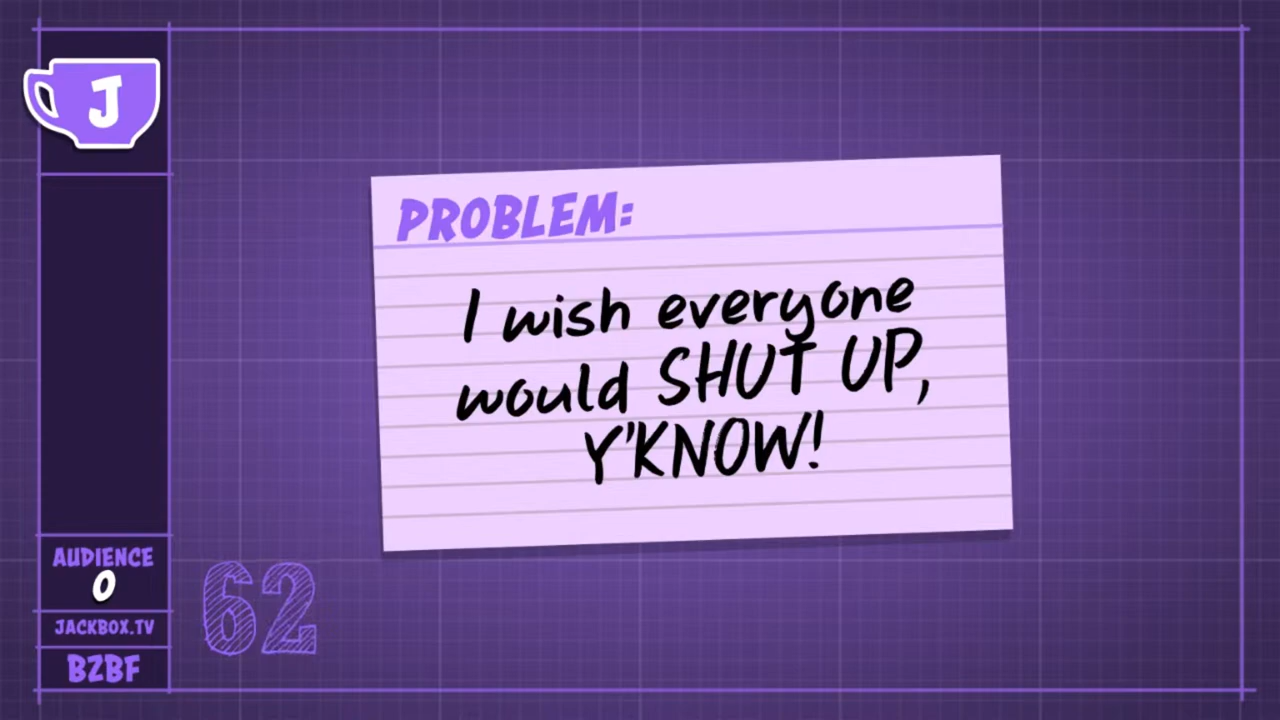 J
PROBLEM:
I wish everyone
would SHUT UP,
Y'KNOW!
AUDIENCE
0
JACKBOX.TV
BZBF
62